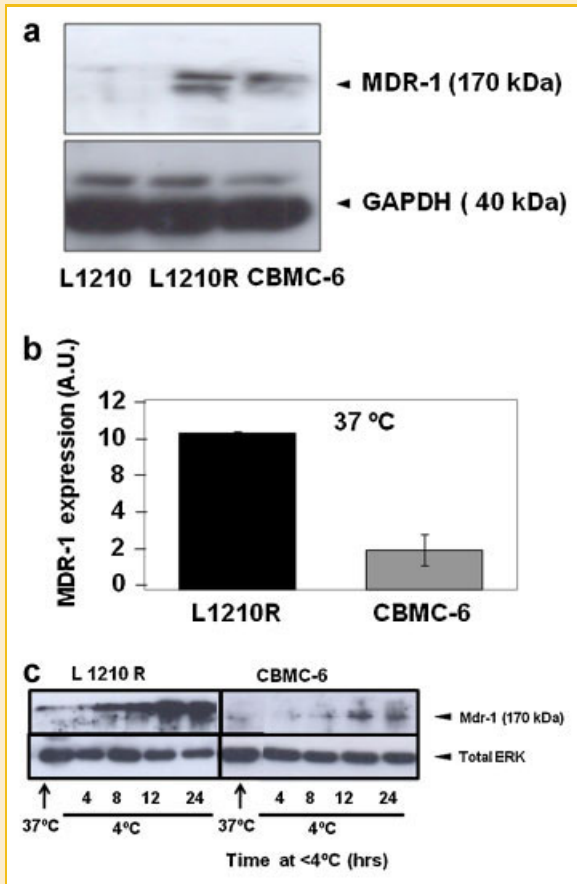 a
MDR-1 (170 kDa)
GAPDH ( 40 kDa)
L1210 L1210R CBMC-6
b
MDR-1 expression (A.U.)
12
10
8
6
4
2
0
37 ºC
L1210R CBMC-6
c
L 1210 R CBMC-6
Mdr-1 (170 kDa)
Total ERK
4 8 12 24 4 8 12 24
37ºC 4ºC 37ºC 4ºC
Time at <4ºC (hrs)